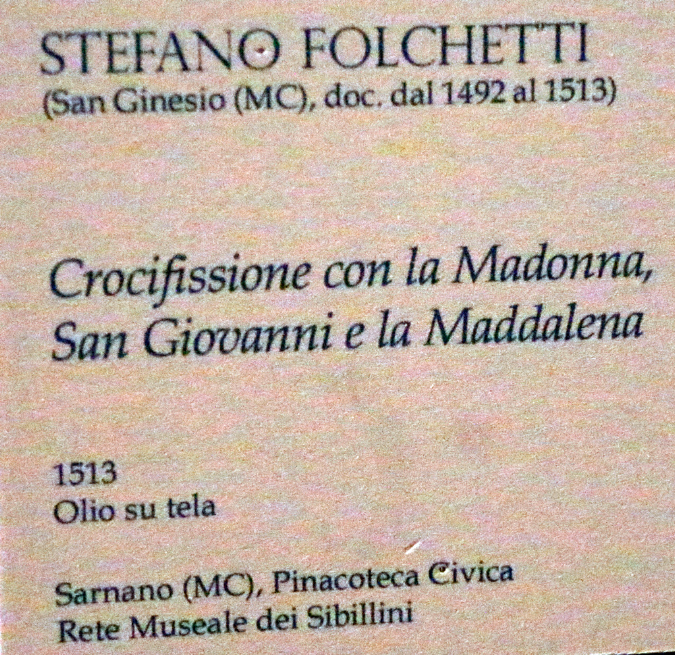 STEFANO FOLCHETTI
(San Ginesio (MC), doc. dal 1492 al 1513)
Crocifissione con la Madonna,
San Giovanni e la Maddalena
1513
Olio su tela
Sarnano (MC), Pinacoteca Civica
Rete Museale dei Sibillini